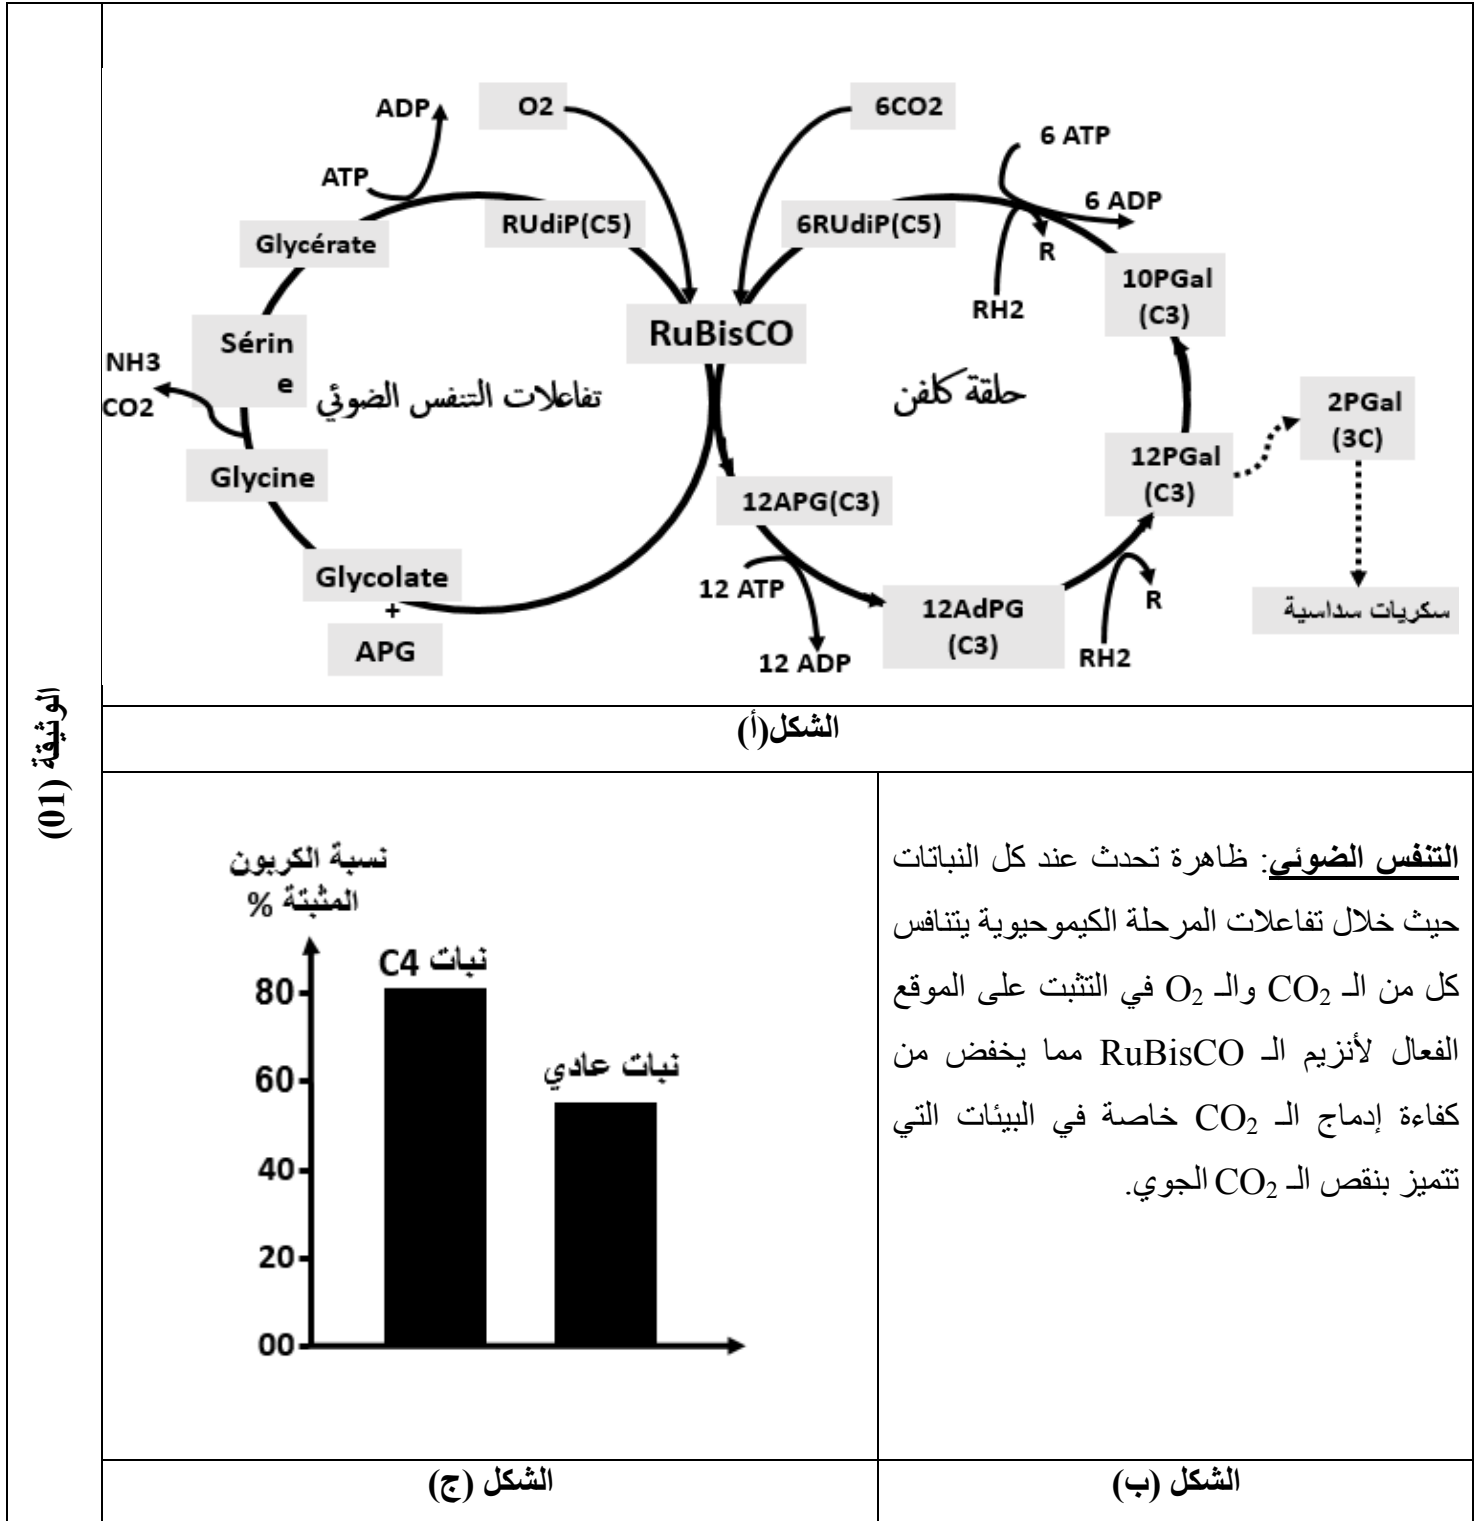 الوثيقة (01)
ADP
O2
6CO2
6 ATP
ATP
6 ADP
RUdiP(C5)
6RUdiP(C5)
Glycérate
R
10PGal
(C3)
RH2
RuBisCO
Sérin
e
NH3
CO2
تفاعلات التنفس الضوئي
حلقة كلفن
2PGal
(3C)
12PGal
(C3)
Glycine
12APG(C3)
Glycolate
+
APG
12 ATP
12 ADP
12AdPG
(C3)
R
RH2
سكريات سداسية
الشكل(أ)
التنفس الضوئي: ظاهرة تحدث عند كل النباتات
حيث خلال تفاعلات المرحلة الكيموحيوية يتنافس
كل من الـ CO2 والـ O2 في التثبت على الموقع
الفعال لأنزيم الـ RuBisCO مما يخفض من
كفاءة إدماج الـ CO2 خاصة في البيئات التي
تتميز بنقص الـ CO2 الجوي.
الشكل (ب)
نسبة الكربون
المثبتة %
نبات C4
نبات عادي
80
60
40
20
00
الشكل (ج)